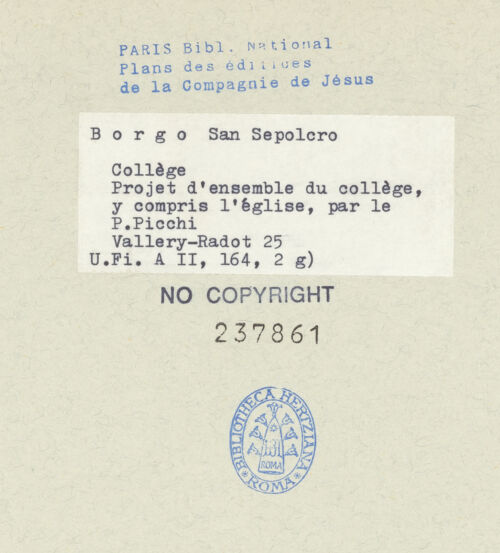 PARIS Bibl. National
Plans des édifices
de la Compagnie de Jésus
Borgo San Sepolcro
Collège
Projet d'ensemble du collège,
y compris l'église, par le
P.Picchi
Vallery-Radot 25
U.Fi. A II, 164, 2 g)
NO COPYRIGHT
237861
BIBLIOTHECA HERTZIANA
ROMA
ROMA